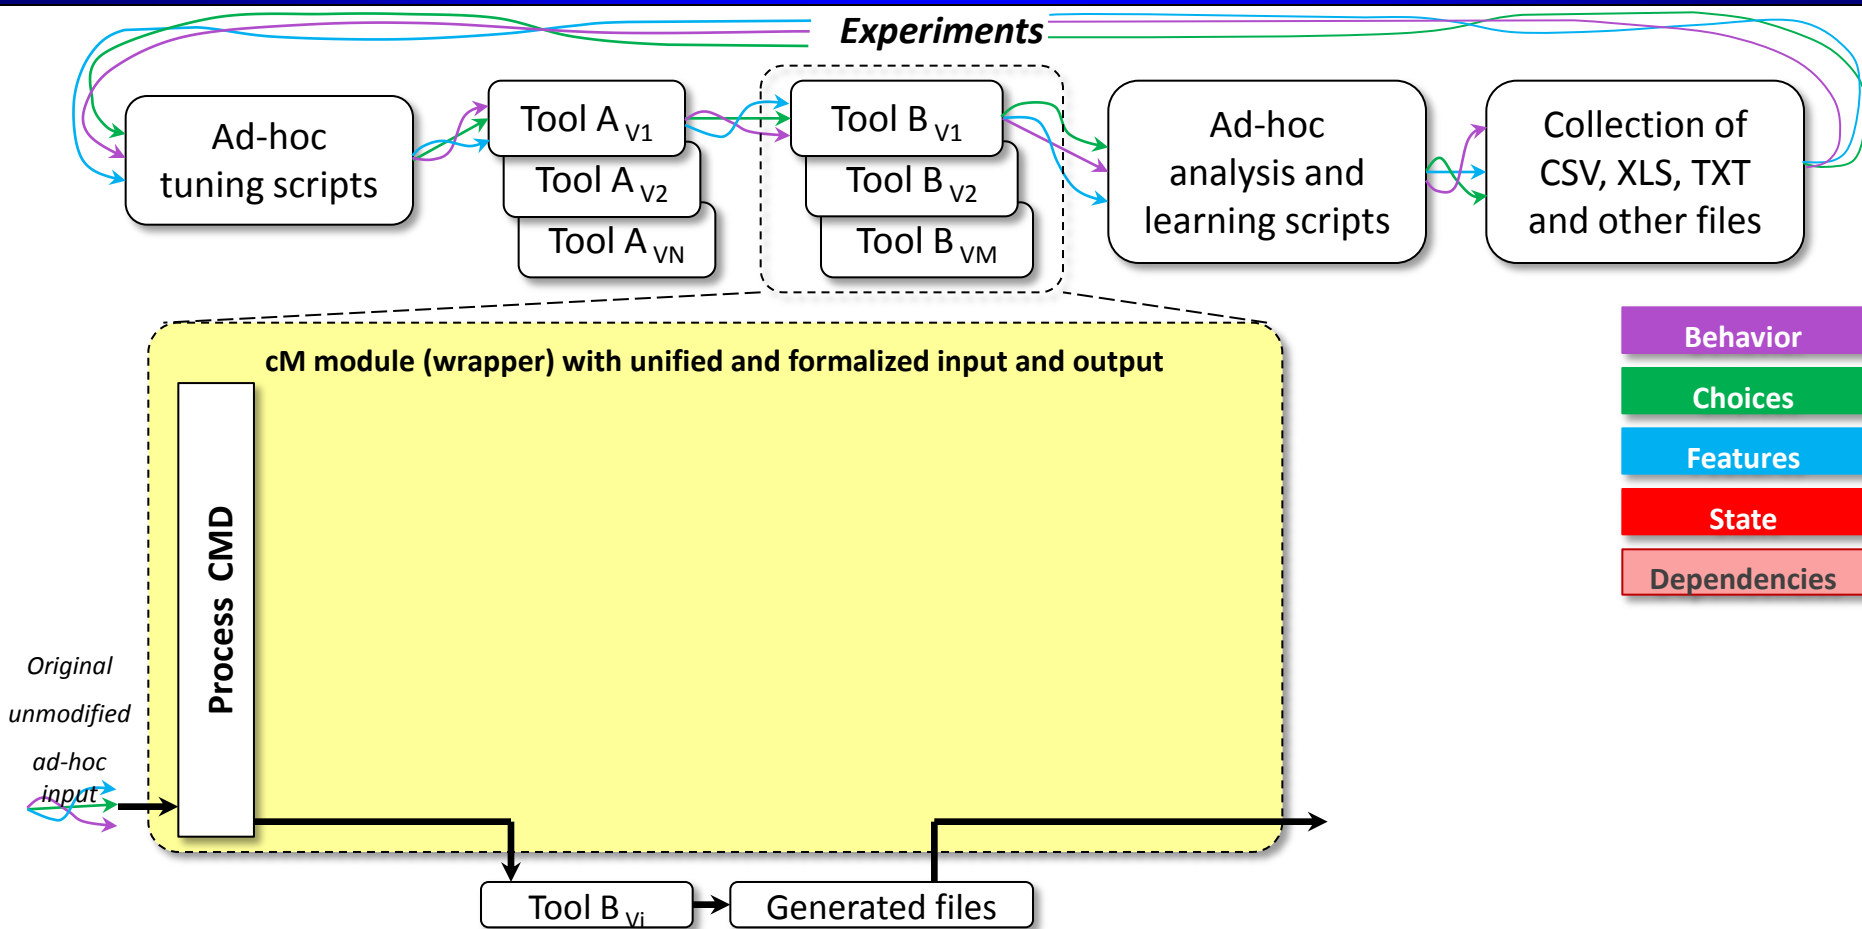 Experiments
Ad-hoc
tuning scripts
Tool A V1
Tool A V2
Tool A VN
Tool B V1
Tool B V2
Tool B VM
Ad-hoc
analysis and
learning scripts
Collection of
CSV, XLS, TXT
and other files
cM module (wrapper) with unified and formalized input and output
Process CMD
Behavior
Choices
Features
State
Dependencies
Original
unmodified
ad-hoc
input
Tool B Vi
Generated files